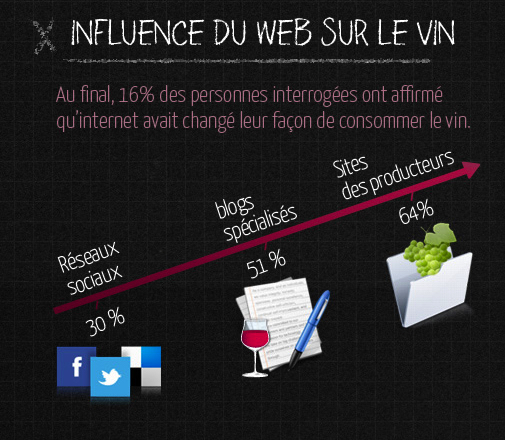 INFLUENCE DU WEB SUR LE VIN
Au final, 16% des personnes interrogées ont affirmé
qu'internet avait changé leur façon de consommer le vin.
Réseaux
sociaux
30 %
blogs
spécialisés
51 %
Sites
des producteurs
64%
f